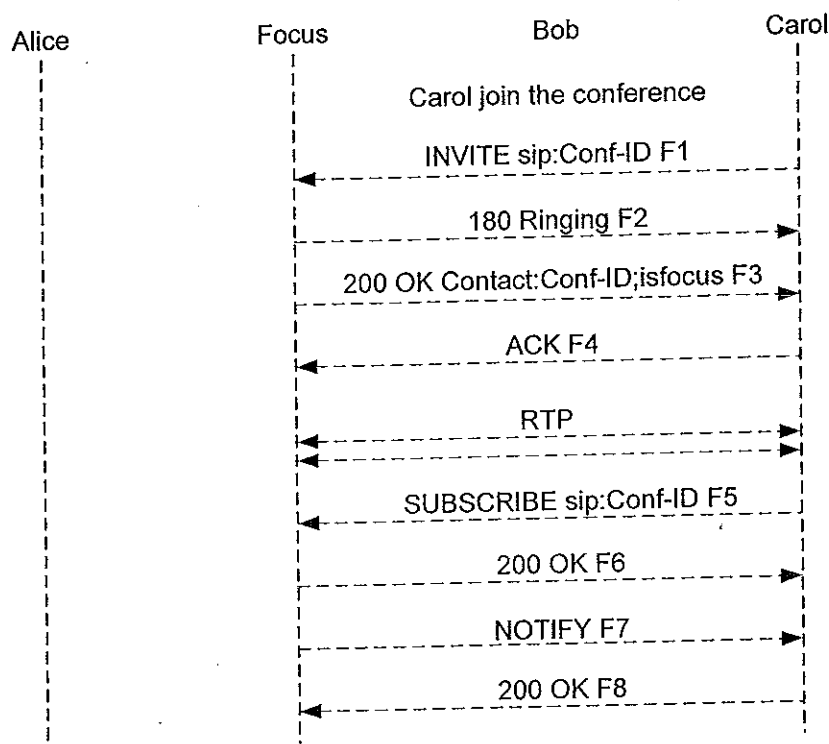 Alice Focus Bob Carol
Carol join the conference
INVITE sip:Conf-ID F1
180 Ringing F2
200 OK Contact:Conf-ID;isfocus F3
ACK F4
RTP
SUBSCRIBE sip:Conf-ID F5
200 OK F6
NOTIFY F7
200 OK F8